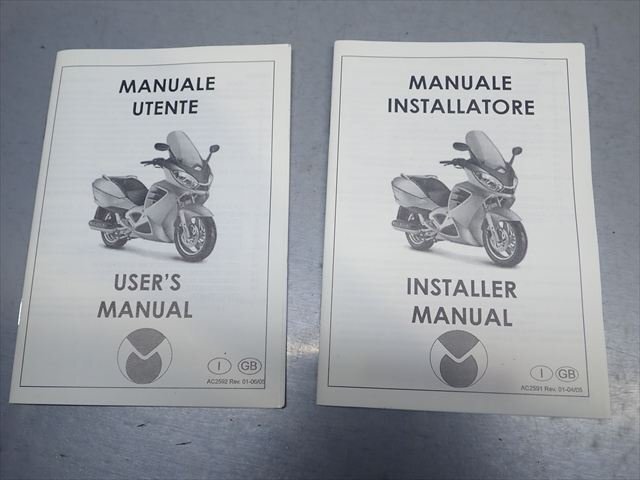 MANUALE
UTENTE
USER'S
MANUAL
I GB
AC2592 Rev. 01-06/05
MANUALE
INSTALLATORE
INSTALLER
MANUAL
I GB
AC2591 Rev. 01-04/05